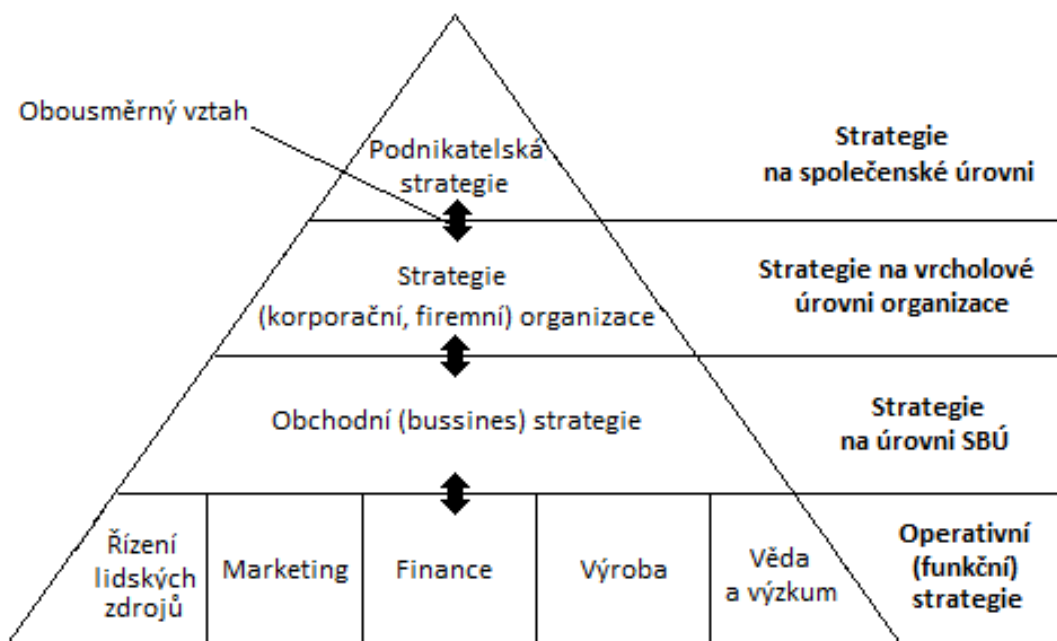 Obousměrný vztah
Podnikatelská
strategie
Strategie
na společenské úrovni
Strategie
(korporační, firemní) organizace
Strategie na vrcholové
úrovni organizace
Obchodní (bussines) strategie
Strategie
na úrovni SBÚ
Řízení
lidských
zdrojů
Marketing
Finance
Výroba
Věda
a výzkum
Operativní
(funkční)
strategie